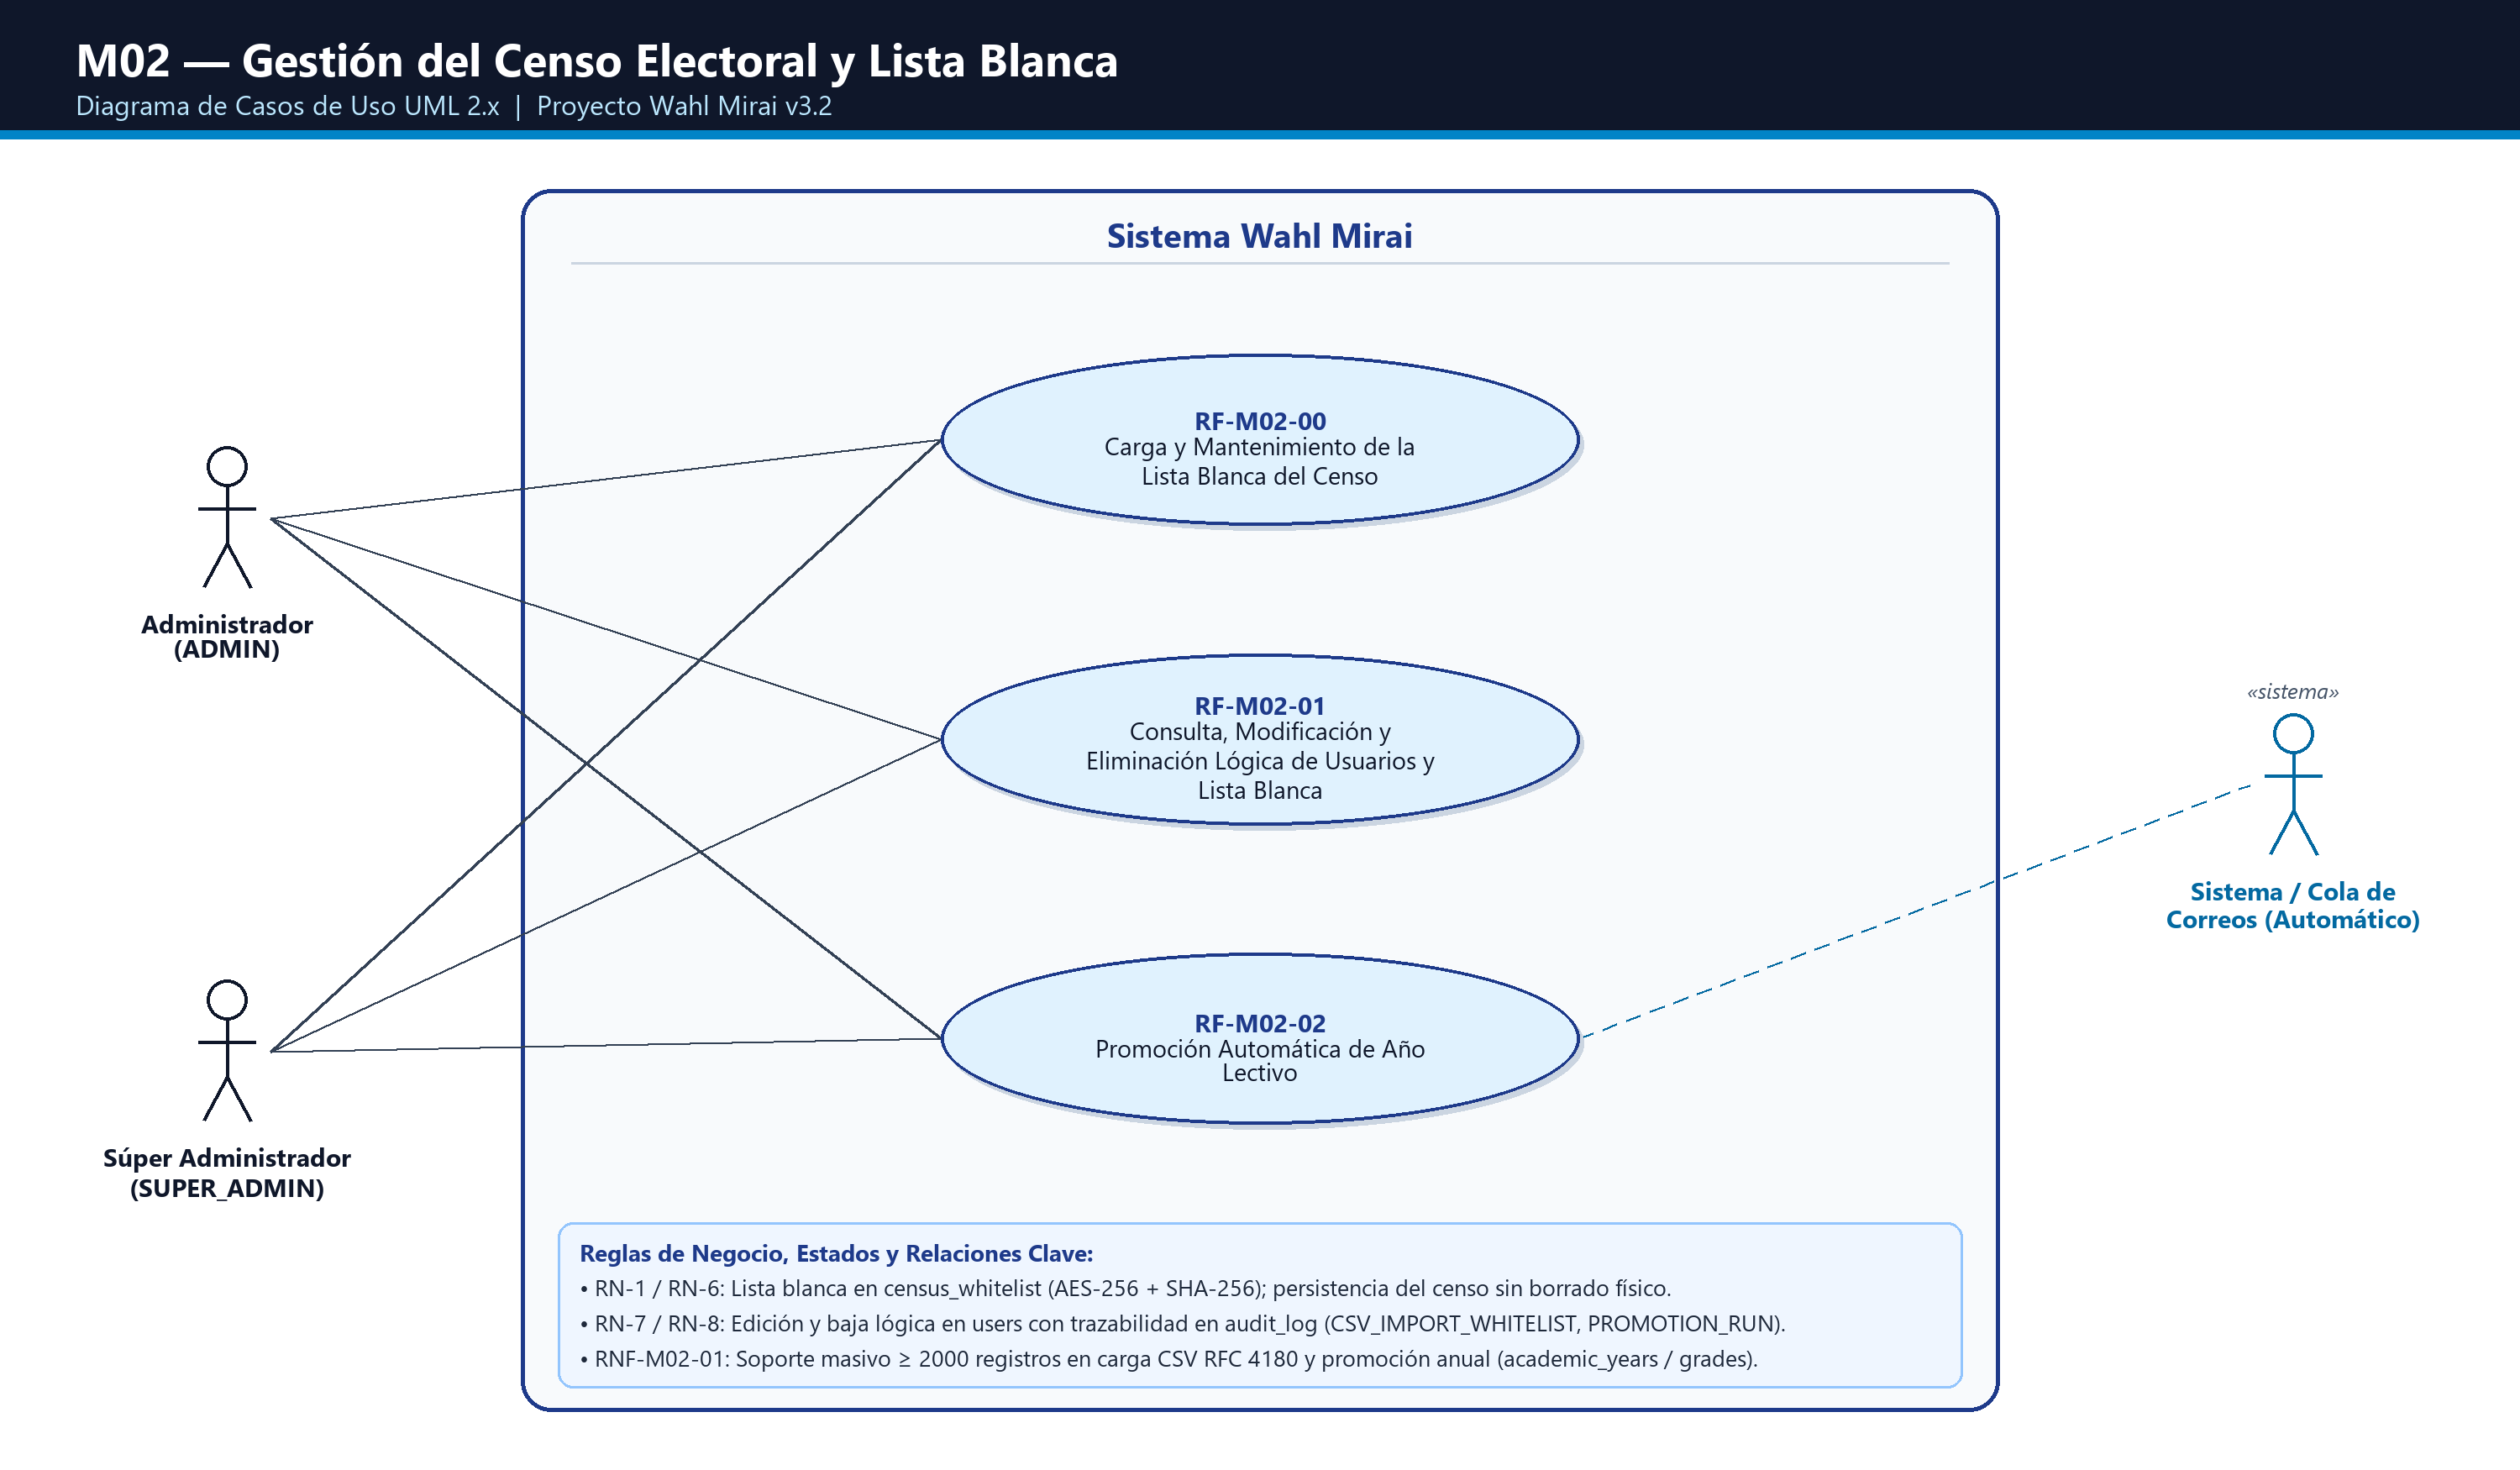 M02 — Gestión del Censo Electoral y Lista Blanca
Diagrama de Casos de Uso UML 2.x | Proyecto Wahl Mirai v3.2
Sistema Wahl Mirai
RF-M02-00
Carga y Mantenimiento de la
Lista Blanca del Censo
Administrador
(ADMIN)
RF-M02-01
Consulta, Modificación y
Eliminación Lógica de Usuarios y
Lista Blanca
«sistema»
Sistema / Cola de
Correos (Automático)
RF-M02-02
Promoción Automática de Año
Lectivo
Súper Administrador
(SUPER_ADMIN)
Reglas de Negocio, Estados y Relaciones Clave:
• RN-1 / RN-6: Lista blanca en census_whitelist (AES-256 + SHA-256); persistencia del censo sin borrado físico.
• RN-7 / RN-8: Edición y baja lógica en users con trazabilidad en audit_log (CSV_IMPORT_WHITELIST, PROMOTION_RUN).
• RNF-M02-01: Soporte masivo ≥ 2000 registros en carga CSV RFC 4180 y promoción anual (academic_years / grades).